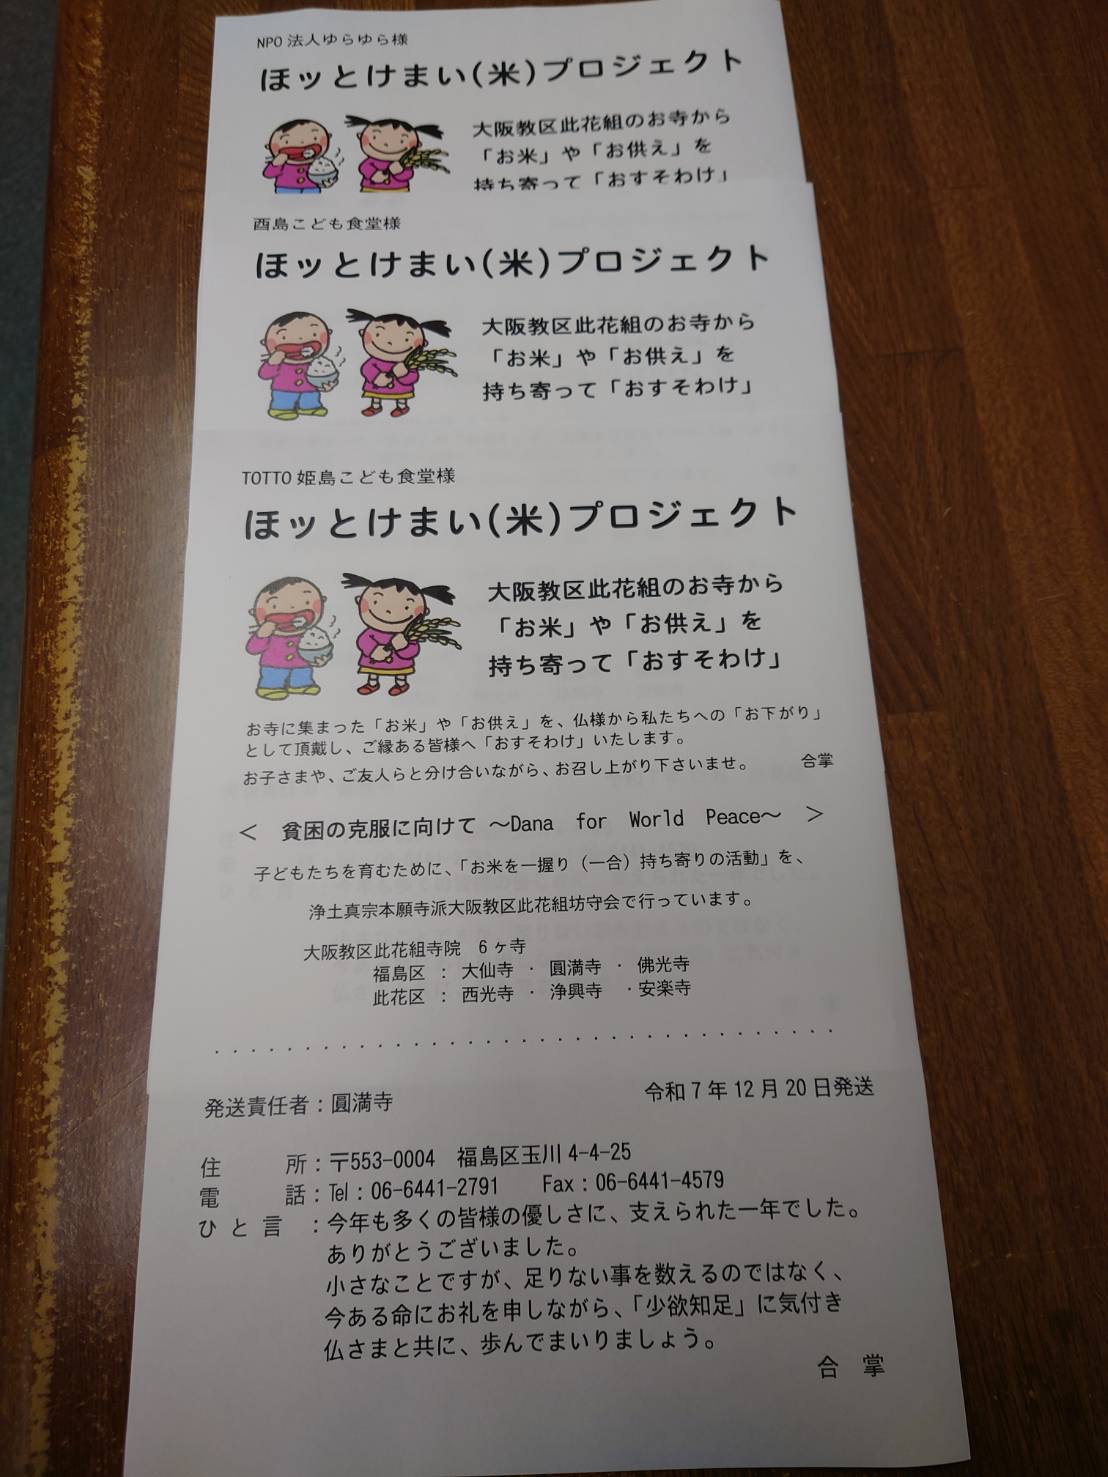 NPO 法人ゆらゆら様
ほッとけまい(米)プロジェクト
大阪教区此花組のお寺から
「お米」や「お供え」を
持ち寄って「おすそわけ」
酉島こども食堂様
ほッとけまい(米)プロジェクト
大阪教区此花組のお寺から
「お米」や「お供え」を
持ち寄って「おすそわけ」
TOTTO 姫島こども食堂様
ほッとけまい(米)プロジェクト
大阪教区此花組のお寺から
「お米」や「お供え」を
持ち寄って「おすそわけ」
お寺に集まった「お米」や「お供え」を、仏様から私たちへの「お下がり」
として頂戴し、ご縁ある皆様へ「おすそわけ」いたします。
お子さまや、ご友人らと分け合いながら、お召し上がり下さいませ。 合掌
＜ 貧困の克服に向けて ～Dana for World Peace～ ＞
子どもたちを育むために、「お米を一握り（一合）持ち寄りの活動」を、
浄土真宗本願寺派大阪教区此花組坊守会で行っています。
大阪教区此花組寺院 6ヶ寺
福島区 : 大仙寺 ・ 圓満寺 ・ 佛光寺
此花区 : 西光寺 ・ 浄興寺 ・安楽寺
・・・・・・・・・・・・・・・・・・・・・・・・・・・・・・・・・・・
発送責任者：圓満寺 令和7年12月20日発送
住 所：〒553-0004 福島区玉川4-4-25
電 話：Tel：06-6441-2791 Fax：06-6441-4579
ひ と 言 ：今年も多くの皆様の優しさに、支えられた一年でした。
ありがとうございました。
小さなことですが、足りない事を数えるのではなく、
今ある命にお礼を申しながら、「少欲知足」に気付き
仏さまと共に、歩んでまいりましょう。
合 掌